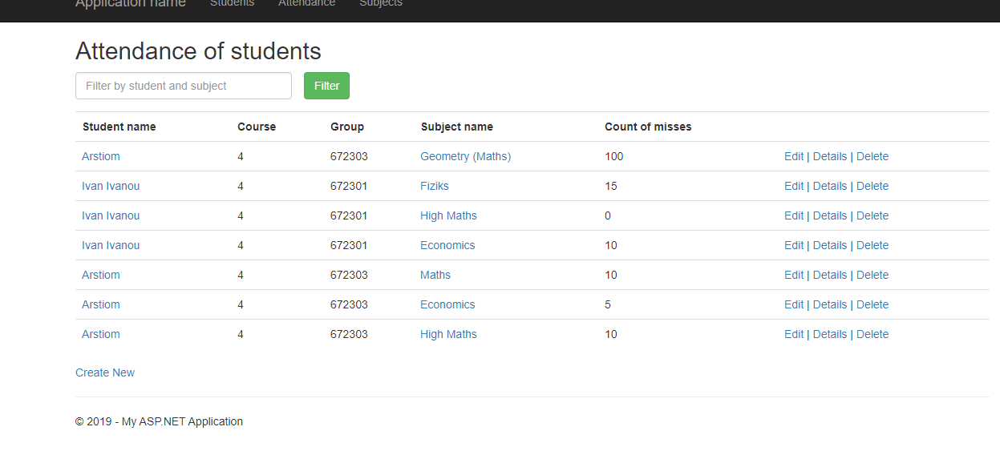 Application name Students Attendance Subjects
Attendance of students
Filter by student and subject Filter
Student name Course Group Subject name Count of misses
Arstiom 4 672303 Geometry (Maths) 100 Edit | Details | Delete
Ivan Ivanou 4 672301 Fiziks 15 Edit | Details | Delete
Ivan Ivanou 4 672301 High Maths 0 Edit | Details | Delete
Ivan Ivanou 4 672301 Economics 10 Edit | Details | Delete
Arstiom 4 672303 Maths 10 Edit | Details | Delete
Arstiom 4 672303 Economics 5 Edit | Details | Delete
Arstiom 4 672303 High Maths 10 Edit | Details | Delete
Create New
© 2019 - My ASP.NET Application